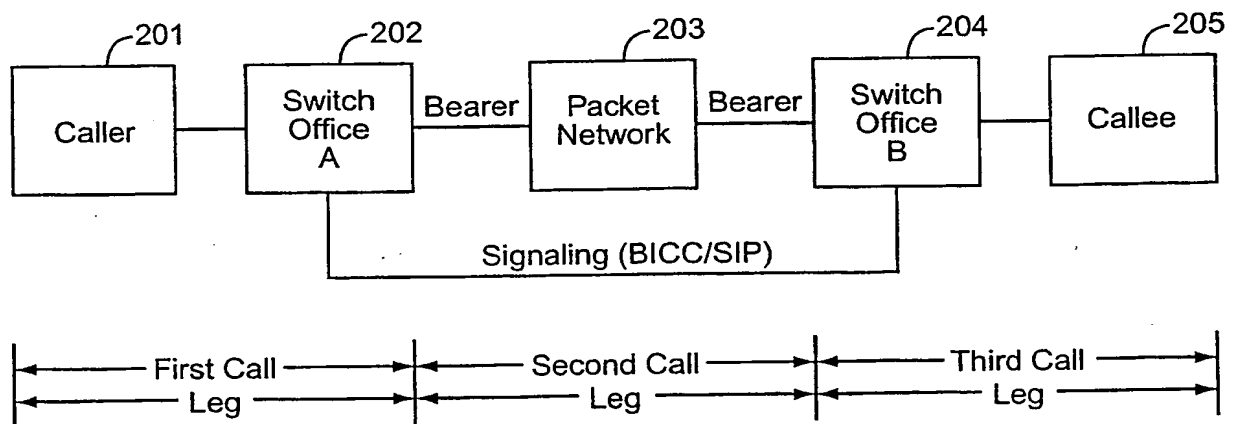 201
202
203
204
205
Caller
Switch
Office
A
Bearer
Packet
Network
Bearer
Switch
Office
B
Callee
Signaling (BICC/SIP)
First Call
Leg
Second Call
Leg
Third Call
Leg